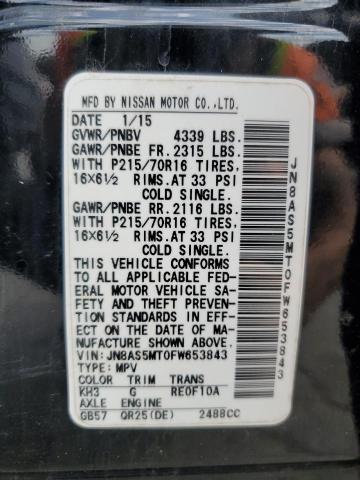 MFD BY NISSAN MOTOR CO., LTD.
DATE 1/15
GVWR/PNBV 4339 LBS.
GAWR/PNBE FR. 2315 LBS.
WITH P215/70R16 TIRES,
16×6½ RIMS. AT 33 PSI
COLD SINGLE.
GAWR/PNBE RR. 2116 LBS.
WITH P215/70R16 TIRES,
16×6½ RIMS. AT 33 PSI
COLD SINGLE.
THIS VEHICLE CONFORMS
TO ALL APPLICABLE FED-
ERAL MOTOR VEHICLE SA-
FETY AND THEFT PREVEN-
TION STANDARDS IN EFF-
ECT ON THE DATE OF MA-
NUFACTURE SHOWN ABOVE.
VIN: JN8AS5MT0FW653843
TYPE: MPV
COLOR TRIM TRANS
KH3 G RE0F10A
AXLE ENGINE
GB57 QR25(DE) 2488CC
JN8AS5MT0FW653843